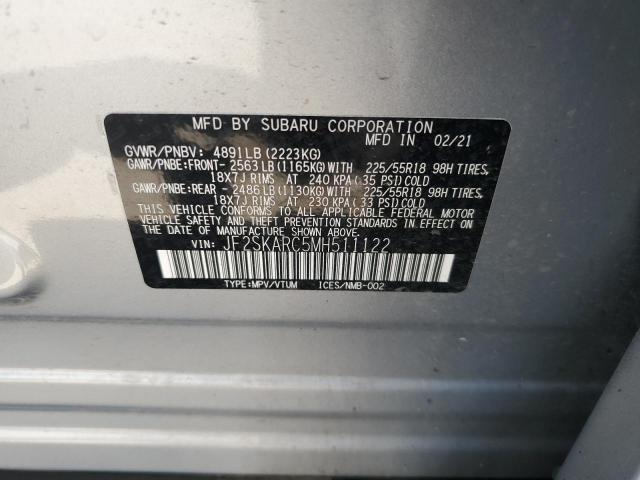 MFD BY SUBARU CORPORATION
MFD IN 02/21
GVWR/PNBV: 4891LB(2223KG)
GAWR/PNBE:FRONT- 2563LB(1165KG)WITH 225/55R18 98H TIRES,
18X7J RIMS AT 240 KPA(35 PSI)COLD
GAWR/PNBE:REAR - 2486LB(1130KG)WITH 225/55R18 98H TIRES,
18X7J RIMS AT 230 KPA(33 PSI)COLD
THIS VEHICLE CONFORMS TO ALL APPLICABLE FEDERAL MOTOR
VEHICLE SAFETY AND THEFT PREVENTION STANDARDS IN EFFECT ON
THE DATE OF MANUFACTURE SHOWN ABOVE.
VIN: JF2SKARC5MH511122
TYPE:MPV/VTUM ICES/NMB-002